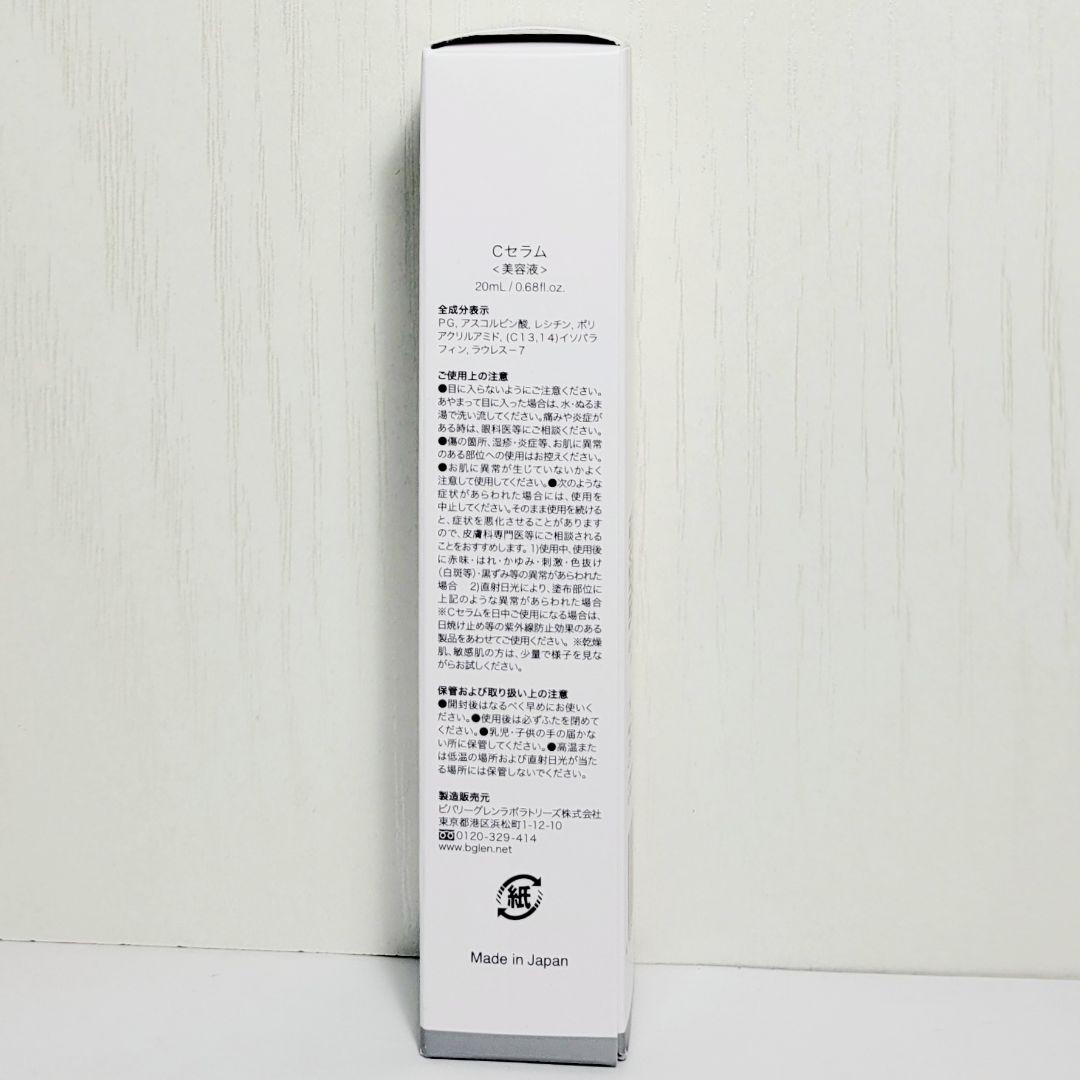 Cセラム
<美容液>
20mL / 0.68fl.oz.
全成分表示
PG, アスコルビン酸, レシチン, ポリ
アクリルアミド, (C13,14)イソパラ
フィン, ラウレス-7
ご使用上の注意
●目に入らないようにご注意ください。
あやまって目に入った場合は、水・ぬるま
湯で洗い流してください。痛みや炎症が
ある時は、眼科医等にご相談ください。
●傷の箇所、湿疹・炎症等、お肌に異常
のある部位への使用はお控えください。
●お肌に異常が生じていないかよく
注意して使用してください。●次のような
症状があらわれた場合には、使用を
中止してください。そのまま使用を続ける
と、症状を悪化させることがあります
ので、皮膚科専門医等にご相談される
ことをおすすめします。1)使用中、使用後
に赤味・はれ・かゆみ・刺激・色抜け
(白斑等)・黒ずみ等の異常があらわれた
場合 2)直射日光により、塗布部位に
上記のような異常があらわれた場合
※Cセラムを日中ご使用になる場合は、
日焼け止め等の紫外線防止効果のある
製品をあわせてご使用ください。※乾燥
肌、敏感肌の方は、少量で様子を見な
がらお試しください。
保管および取り扱い上の注意
●開封後はなるべく早めにお使いく
ださい。●使用後は必ずふたを閉めて
ください。●乳児・子供の手の届かな
い所に保管してください。●高温また
は低温の場所および直射日光が当た
る場所には保管しないでください。
製造販売元
ビバリーグレンラボラトリーズ株式会社
東京都港区浜松町1-12-10
0120-329-414
www.bglen.net
紙
Made in Japan